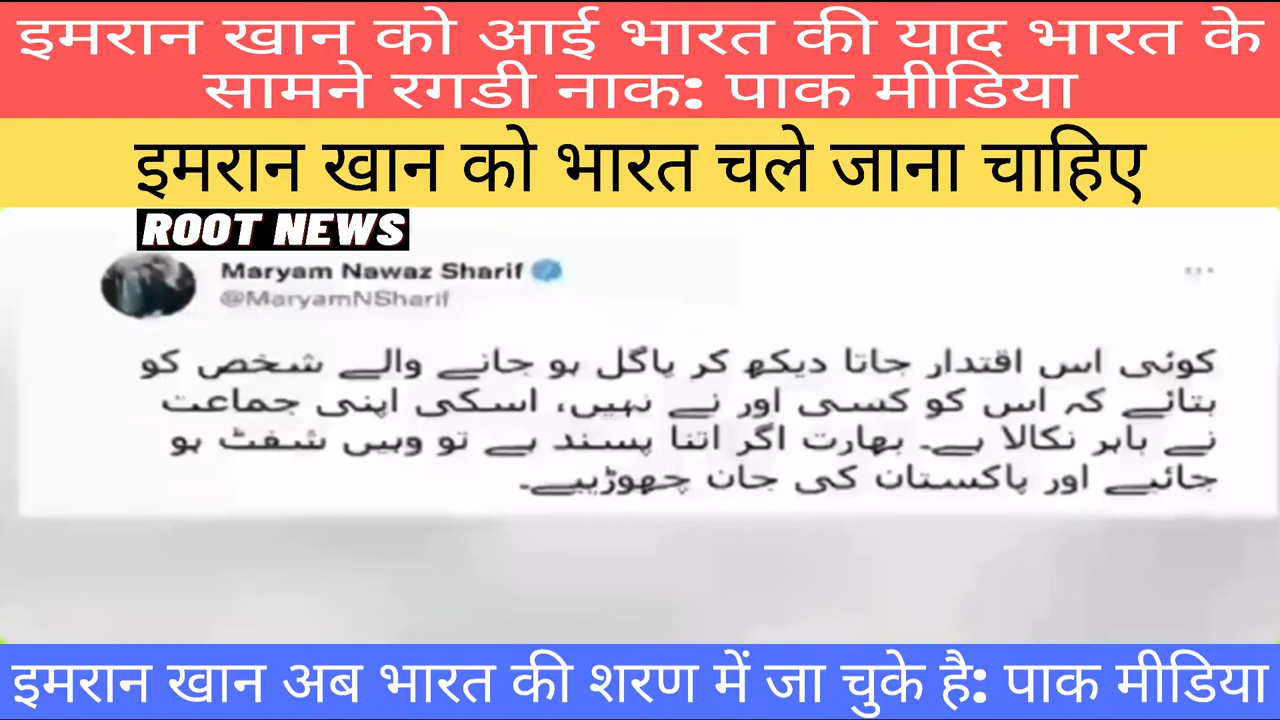 इमरान खान को आई भारत की याद भारत के
सामने रगडी नाक: पाक मीडिया
इमरान खान को भारत चले जाना चाहिए
ROOT NEWS
Maryam Nawaz Sharif
@MaryamNSharif
کوئی اس اقتدار جاتا دیکھ کر پاگل ہو جانے والے شخص کو
بتائے کہ اس کو کسی اور نے نہیں، اسکی اپنی جماعت
نے باہر نکالا ہے۔ بھارت اگر اتنا پسند ہے تو وہیں شفٹ ہو
جائیے اور پاکستان کی جان چھوڑیے۔
इमरान खान अब भारत की शरण में जा चुके है: पाक मीडिया